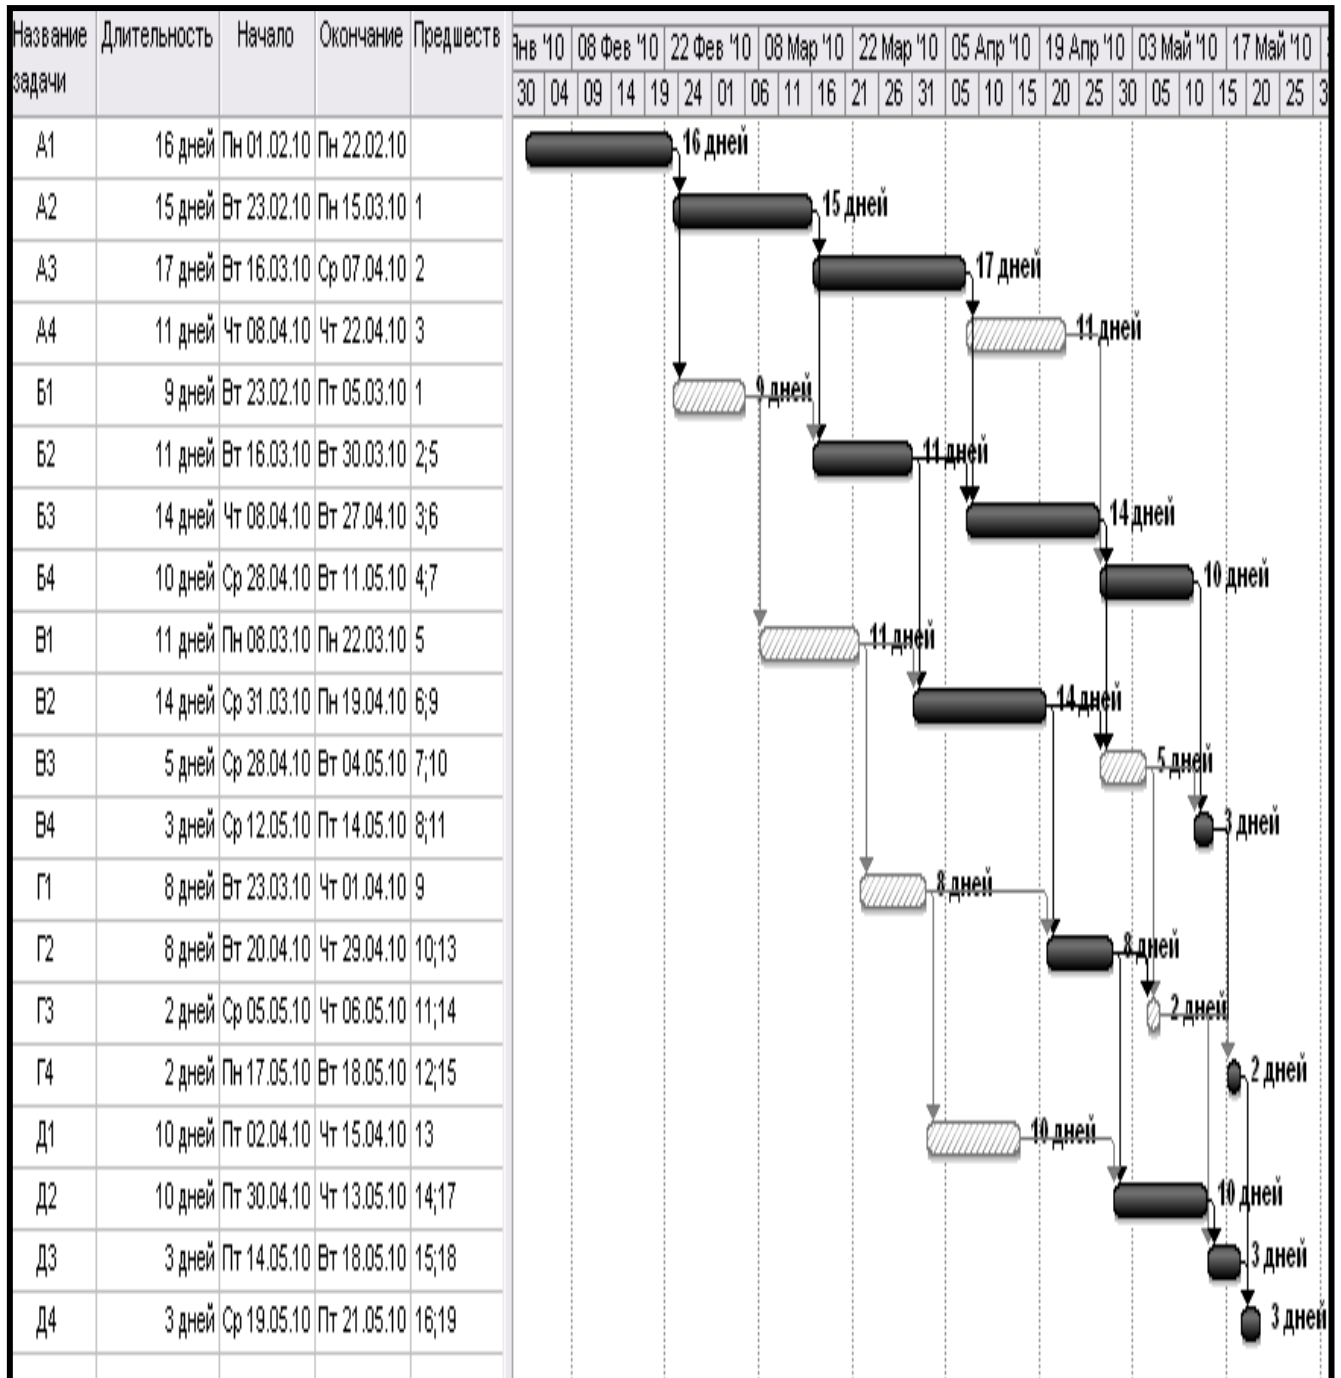 Название Длительность Начало Окончание Предшеств
задачи
Янв '10 08 Фев '10 22 Фев '10 08 Мар '10 22 Мар '10 05 Апр '10 19 Апр '10 03 Май '10 17 Май '10
30 04 09 14 19 24 01 06 11 16 21 26 31 05 10 15 20 25 30 05 10 15 20 25 3
А1 16 дней Пн 01.02.10 Пн 22.02.10 16 дней
А2 15 дней Вт 23.02.10 Пн 15.03.10 1 15 дней
А3 17 дней Вт 16.03.10 Ср 07.04.10 2 17 дней
А4 11 дней Чт 08.04.10 Чт 22.04.10 3 11 дней
Б1 9 дней Вт 23.02.10 Пт 05.03.10 1 9 дней
Б2 11 дней Вт 16.03.10 Вт 30.03.10 2;5 11 дней
Б3 14 дней Чт 08.04.10 Вт 27.04.10 3;6 14 дней
Б4 10 дней Ср 28.04.10 Вт 11.05.10 4;7 10 дней
В1 11 дней Пн 08.03.10 Пн 22.03.10 5 11 дней
В2 14 дней Ср 31.03.10 Пн 19.04.10 6;9 14 дней
В3 5 дней Ср 28.04.10 Вт 04.05.10 7;10 5 дней
В4 3 дней Ср 12.05.10 Пт 14.05.10 8;11 3 дней
Г1 8 дней Вт 23.03.10 Чт 01.04.10 9 8 дней
Г2 8 дней Вт 20.04.10 Чт 29.04.10 10;13 8 дней
Г3 2 дней Ср 05.05.10 Чт 06.05.10 11;14 2 дней
Г4 2 дней Пн 17.05.10 Вт 18.05.10 12;15 2 дней
Д1 10 дней Пт 02.04.10 Чт 15.04.10 13 10 дней
Д2 10 дней Пт 30.04.10 Чт 13.05.10 14;17 10 дней
Д3 3 дней Пт 14.05.10 Вт 18.05.10 15;18 3 дней
Д4 3 дней Ср 19.05.10 Пт 21.05.10 16;19 3 дней